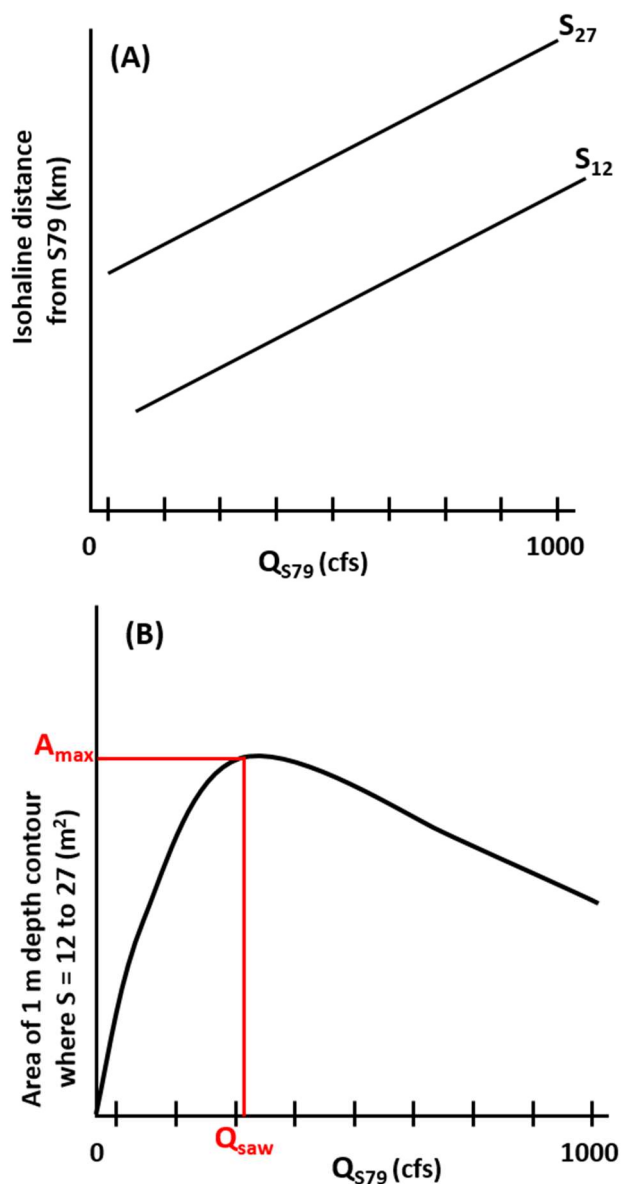 (A)
S27
S12
Isohaline distance
from S79 (km)
0
1000
QS79 (cfs)
(B)
Amax
Area of 1 m depth contour
where S = 12 to 27 (m²)
0
Qsaw
1000
QS79 (cfs)